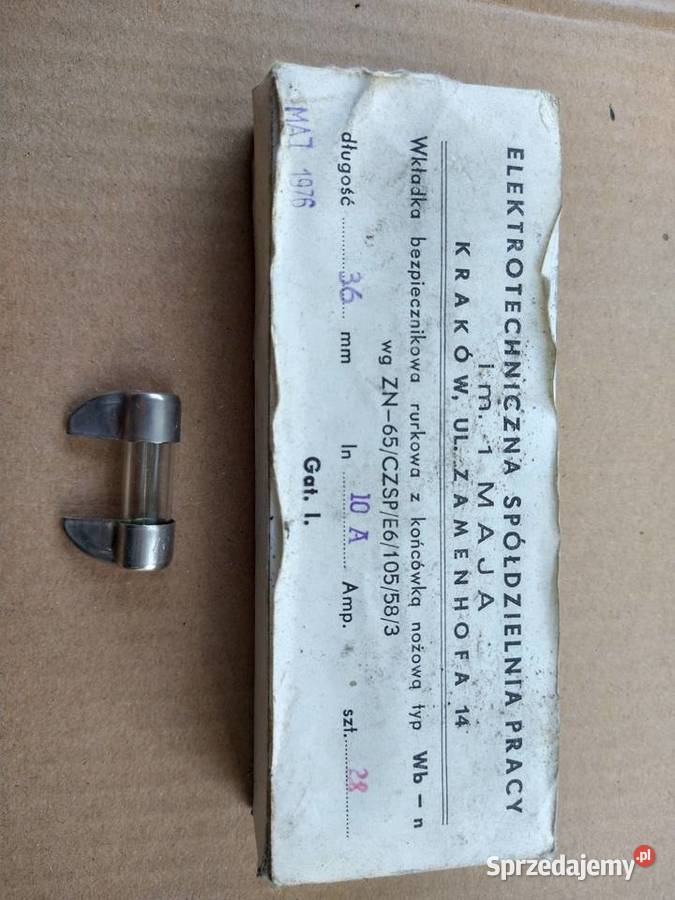 ELEKTROTECHNICZNA SPÓŁDZIELNIA PRACY
im. 1 MAJA
KRAKÓW, UL. ZAMENHOFA 14
Wkładka bezpiecznikowa rurkowa z końcówką nożową typ Wb-n
wg ZN-65/CZSP/E6/105/58/3
długość 36 mm In 10 A Amp. szt. 28
Gat. I.
MAJ 1976
Sprzedajemy.pl